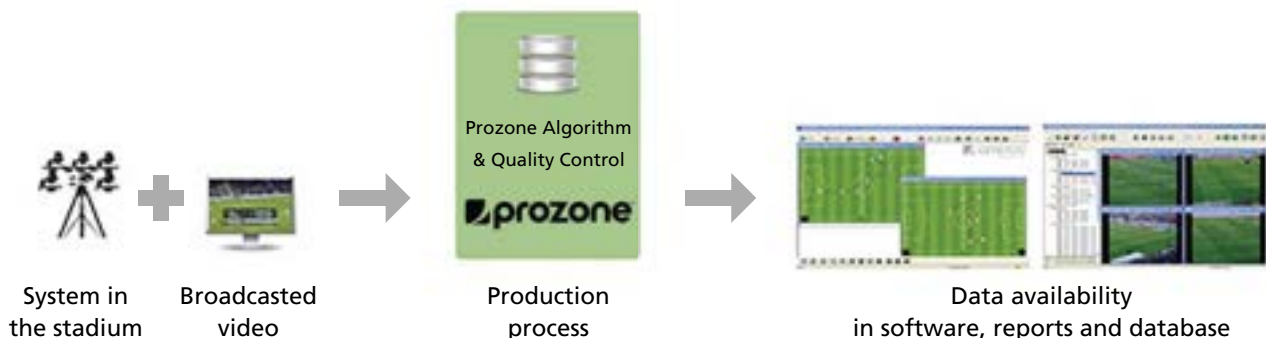 Prozone Algorithm
& Quality Control
prozone
System in
the stadium
Broadcasted
video
Production
process
Data availability
in software, reports and database